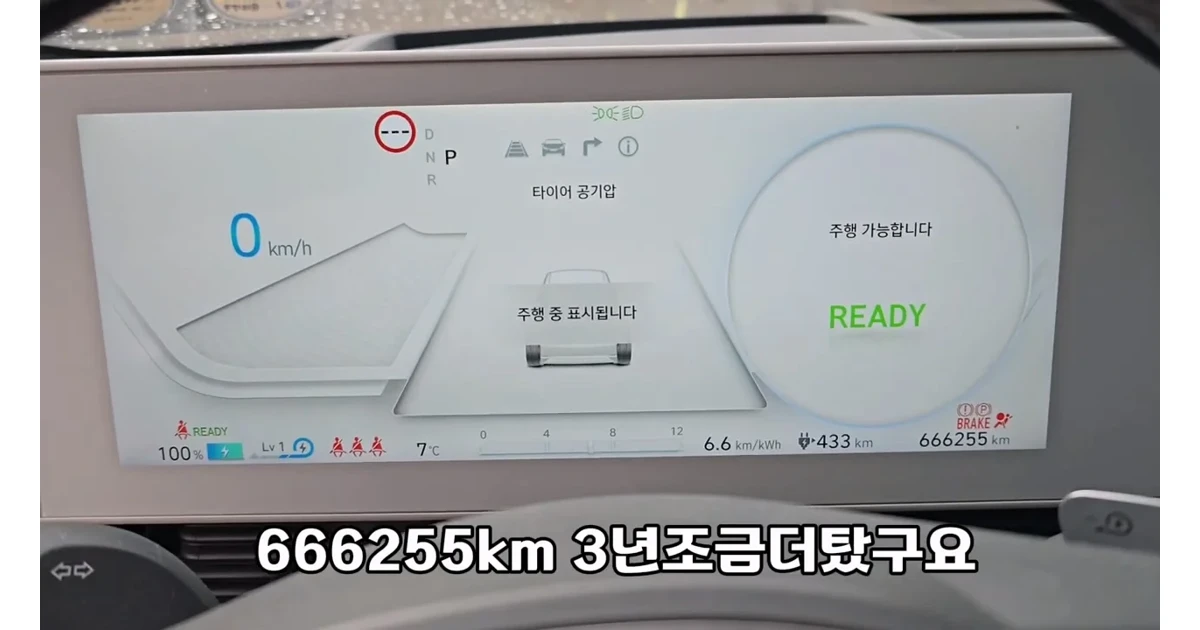 ---
D
N P
R
타이어 공기압
0 km/h
주행 가능합니다
주행 중 표시됩니다
READY
READY
100%
Lv 1
7℃
0 4 8 12
6.6 km/kWh
433 km
BRAKE
666255 km
666255km 3년조금더탔구요